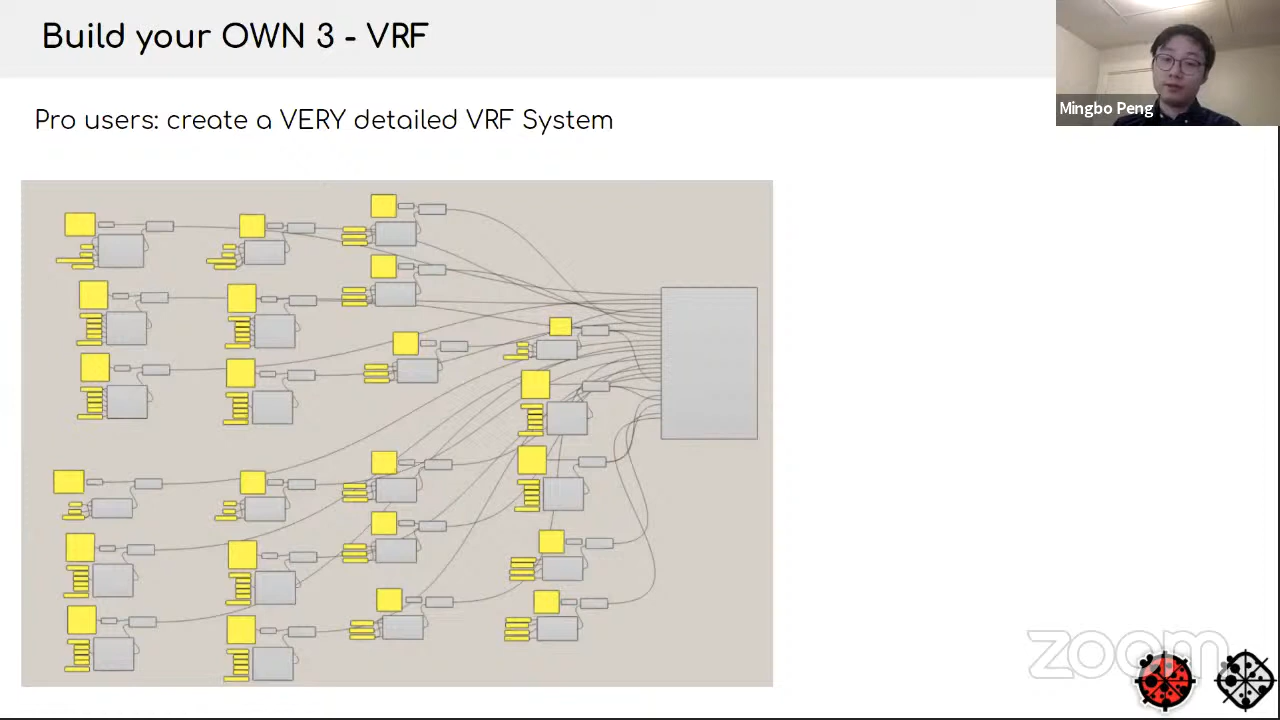 Build your OWN 3 - VRF
Mingbo Peng
Pro users: create a VERY detailed VRF System
zoom